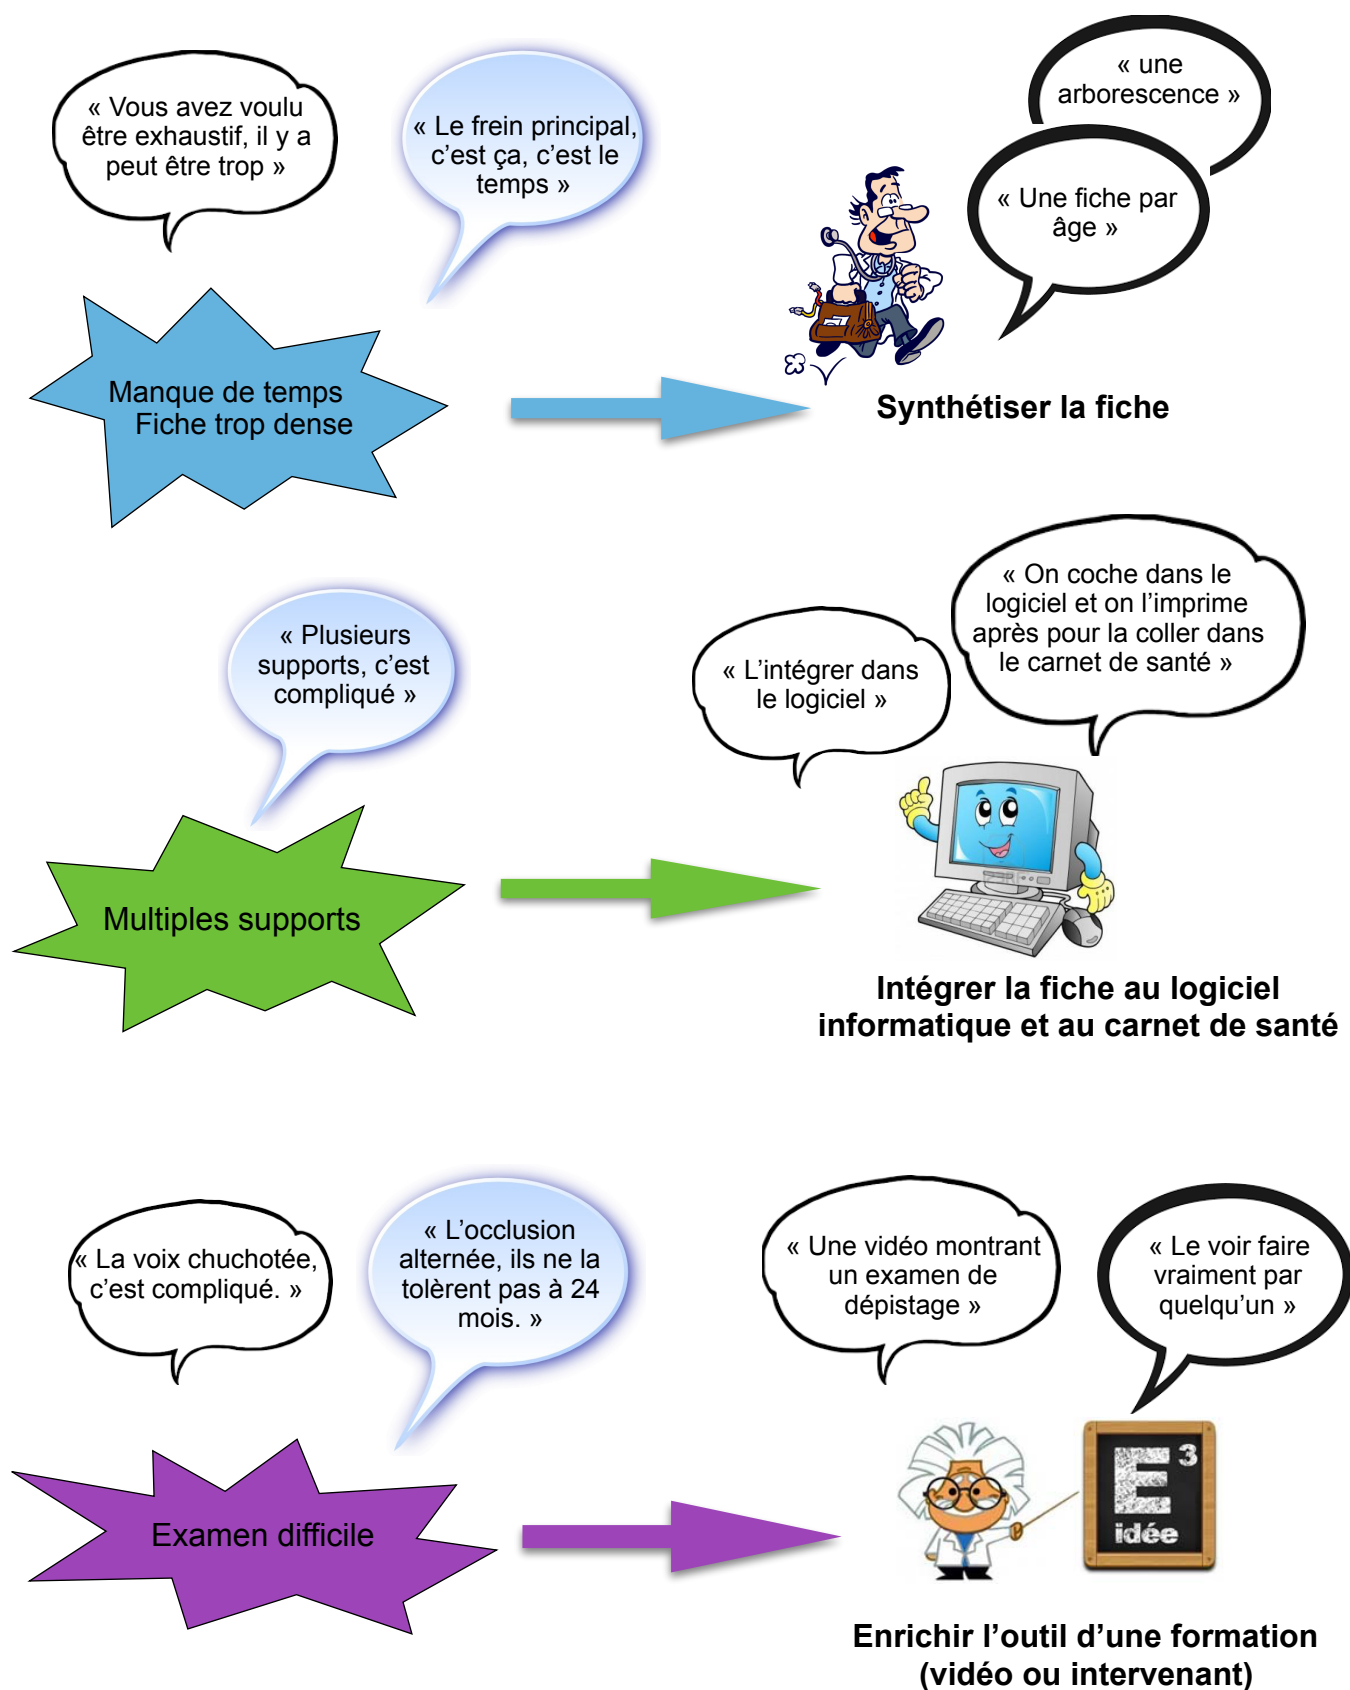 « Vous avez voulu
être exhaustif, il y a
peut être trop »
« Le frein principal,
c’est ça, c’est le
temps »
« une
arborescence »
« Une fiche par
âge »
Manque de temps
Fiche trop dense
Synthétiser la fiche
« Plusieurs
supports, c’est
compliqué »
« L’intégrer dans
le logiciel »
« On coche dans le
logiciel et on l’imprime
après pour la coller dans
le carnet de santé »
Multiples supports
Intégrer la fiche au logiciel
informatique et au carnet de santé
« La voix chuchotée,
c’est compliqué. »
« L’occlusion
alternée, ils ne la
tolèrent pas à 24
mois. »
« Une vidéo montrant
un examen de
dépistage »
« Le voir faire
vraiment par
quelqu’un »
Examen difficile
E 3
idée
Enrichir l’outil d’une formation
(vidéo ou intervenant)